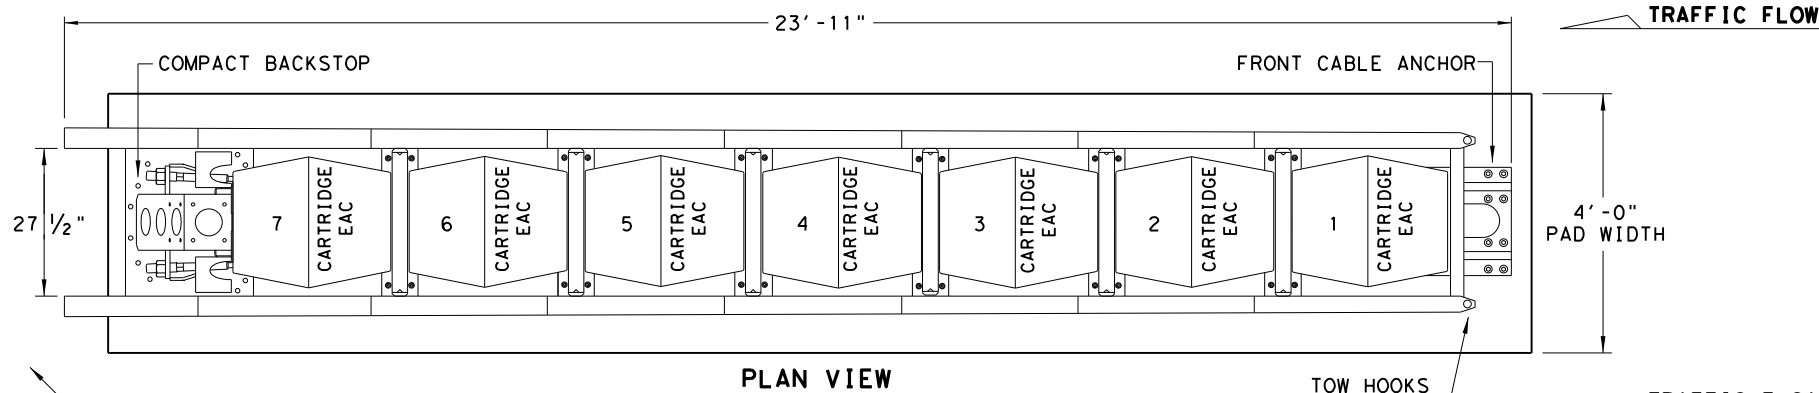 23'-11"
TRAFFIC FLOW
COMPACT BACKSTOP
FRONT CABLE ANCHOR
27 1/2"
7
CARTRIDGE
EAC
6
CARTRIDGE
EAC
5
CARTRIDGE
EAC
4
CARTRIDGE
EAC
3
CARTRIDGE
EAC
2
CARTRIDGE
EAC
1
CARTRIDGE
EAC
4'-0"
PAD WIDTH
PLAN VIEW
TOW HOOKS